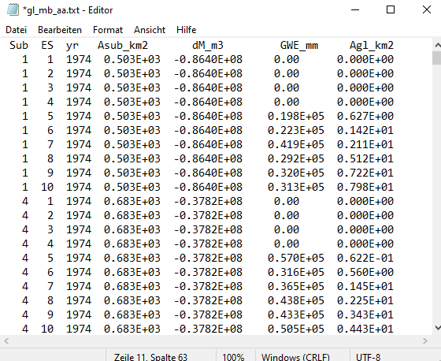 *gl_mb_aa.txt - Editor
Datei Bearbeiten Format Ansicht Hilfe
Sub ES yr Asub_km2 dM_m3 GWE_mm Agl_km2
1 1 1974 0.503E+03 -0.8640E+08 0.00 0.000E+00
1 2 1974 0.503E+03 -0.8640E+08 0.00 0.000E+00
1 3 1974 0.503E+03 -0.8640E+08 0.00 0.000E+00
1 4 1974 0.503E+03 -0.8640E+08 0.00 0.000E+00
1 5 1974 0.503E+03 -0.8640E+08 0.198E+05 0.627E+00
1 6 1974 0.503E+03 -0.8640E+08 0.223E+05 0.142E+01
1 7 1974 0.503E+03 -0.8640E+08 0.419E+05 0.211E+01
1 8 1974 0.503E+03 -0.8640E+08 0.292E+05 0.512E+01
1 9 1974 0.503E+03 -0.8640E+08 0.320E+05 0.722E+01
1 10 1974 0.503E+03 -0.8640E+08 0.313E+05 0.798E+01
4 1 1974 0.683E+03 -0.3782E+08 0.00 0.000E+00
4 2 1974 0.683E+03 -0.3782E+08 0.00 0.000E+00
4 3 1974 0.683E+03 -0.3782E+08 0.00 0.000E+00
4 4 1974 0.683E+03 -0.3782E+08 0.00 0.000E+00
4 5 1974 0.683E+03 -0.3782E+08 0.570E+05 0.622E-01
4 6 1974 0.683E+03 -0.3782E+08 0.316E+05 0.560E+00
4 7 1974 0.683E+03 -0.3782E+08 0.365E+05 0.145E+01
4 8 1974 0.683E+03 -0.3782E+08 0.438E+05 0.225E+01
4 9 1974 0.683E+03 -0.3782E+08 0.433E+05 0.343E+01
4 10 1974 0.683E+03 -0.3782E+08 0.505E+05 0.443E+01
Zeile 11, Spalte 63 100% Windows (CRLF) UTF-8